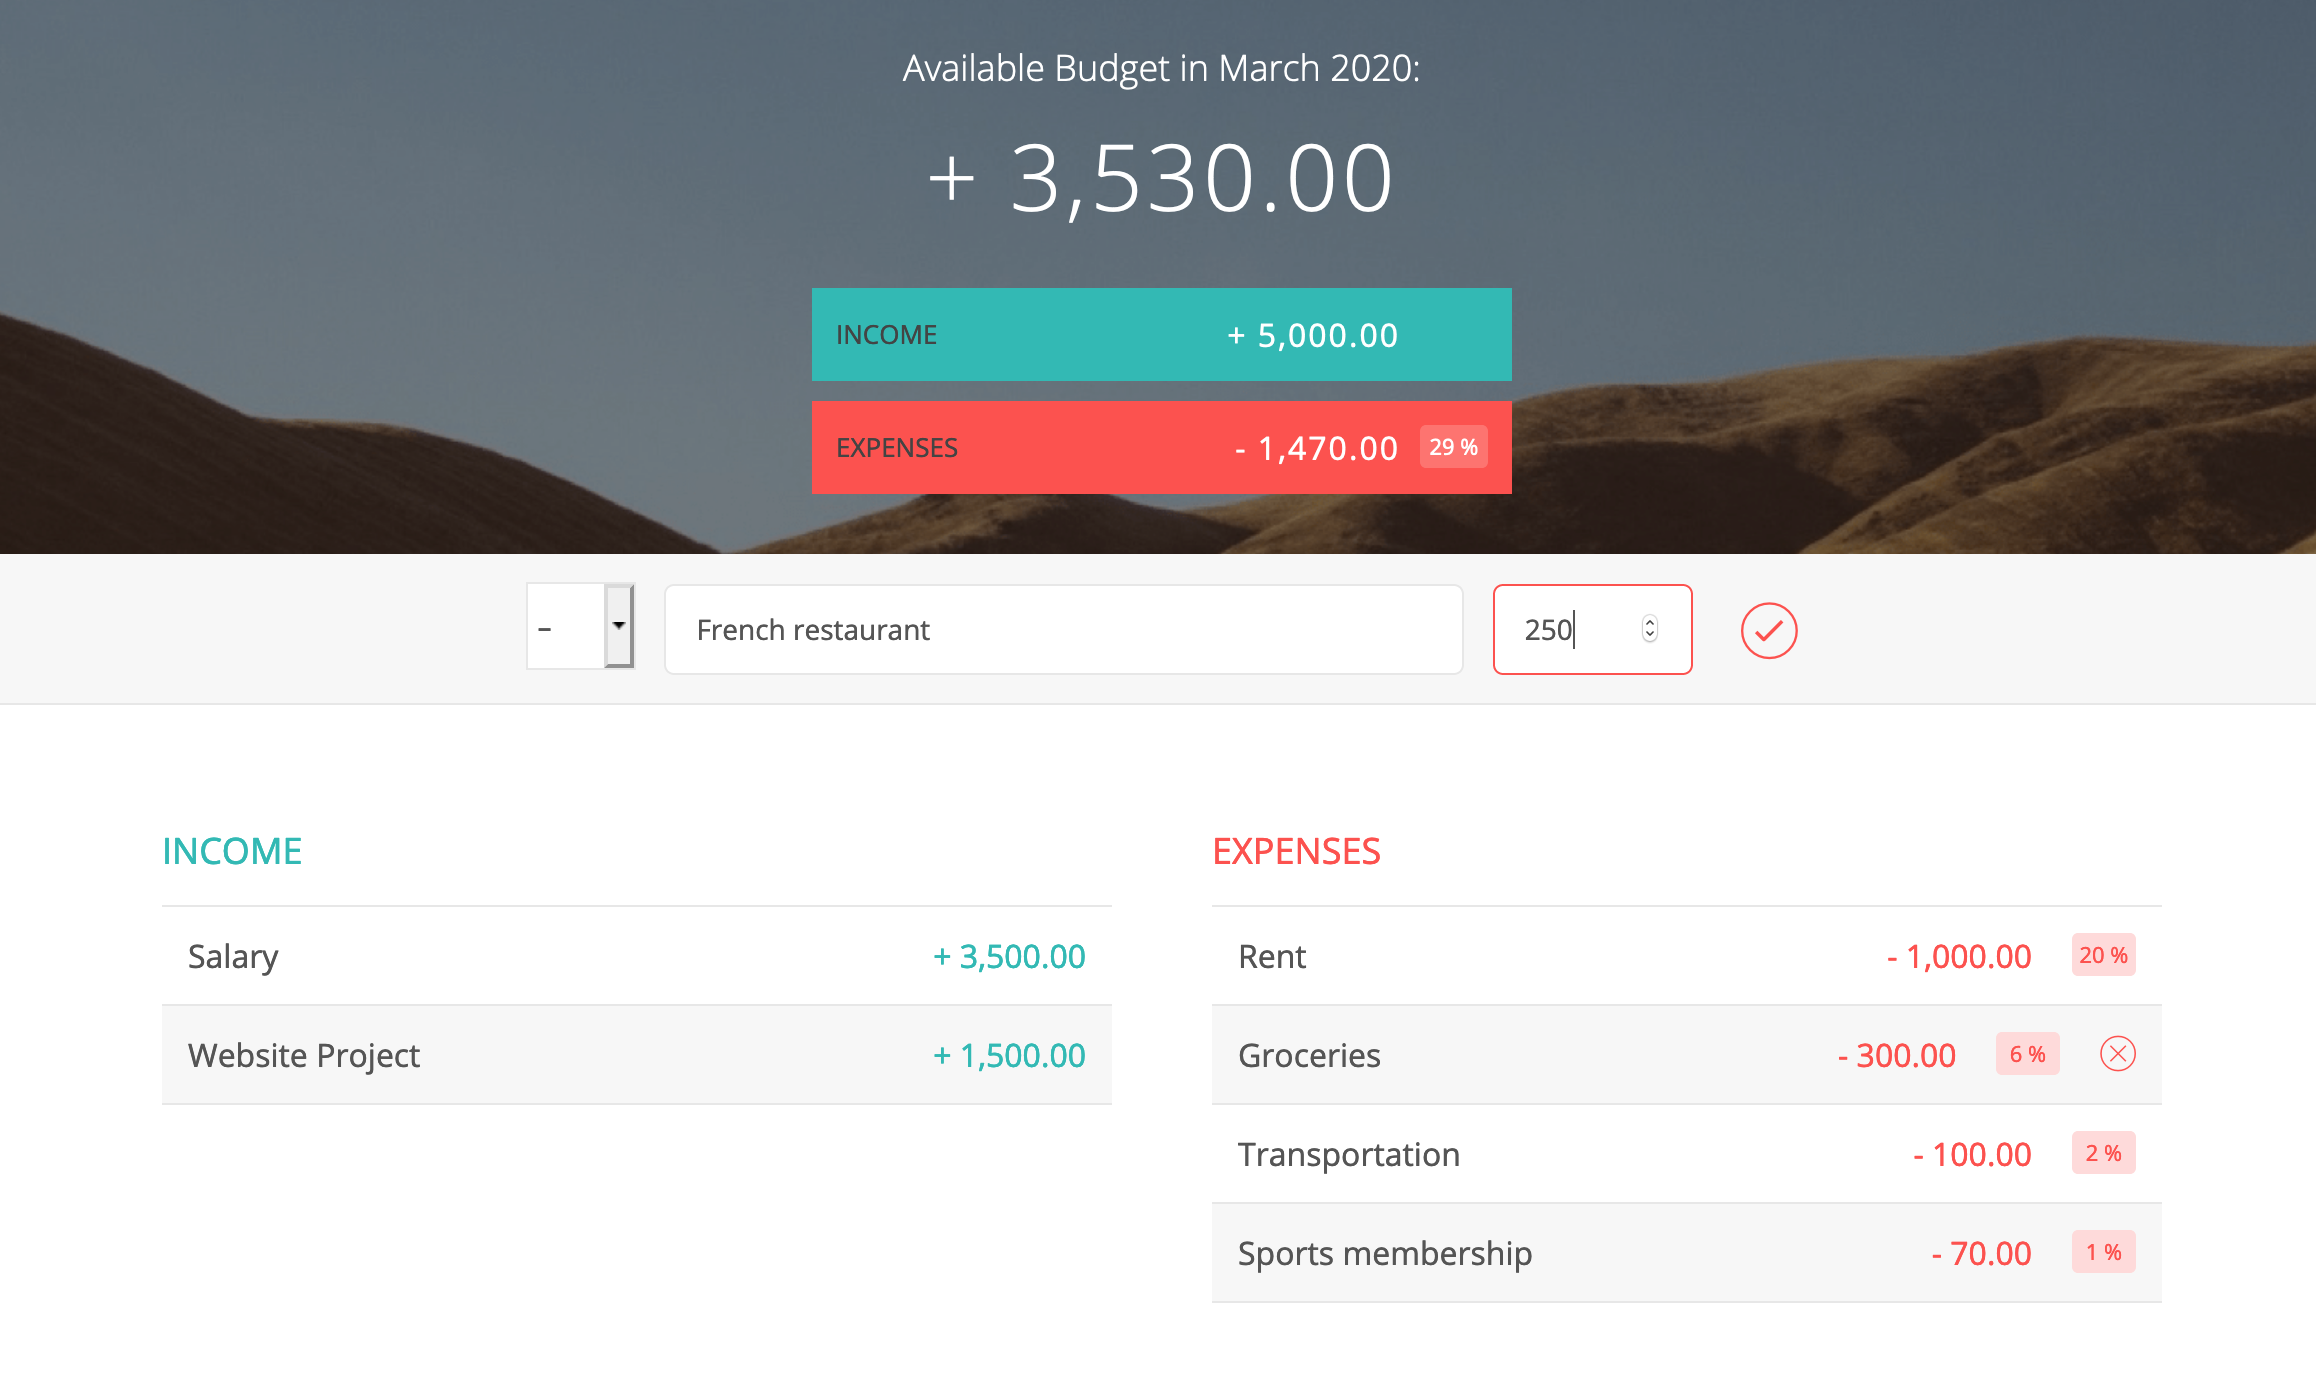 Available Budget in March 2020:
+ 3,530.00
INCOME + 5,000.00
EXPENSES - 1,470.00 29 %
– French restaurant 250
INCOME
Salary + 3,500.00
Website Project + 1,500.00
EXPENSES
Rent - 1,000.00 20 %
Groceries - 300.00 6 %
Transportation - 100.00 2 %
Sports membership - 70.00 1 %